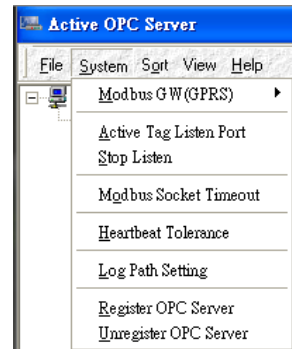 Active OPC Server
File System Sort View Help
Modbus GW(GPRS)
Active Tag Listen Port
Stop Listen
Modbus Socket Timeout
Heartbeat Tolerance
Log Path Setting
Register OPC Server
Unregister OPC Server